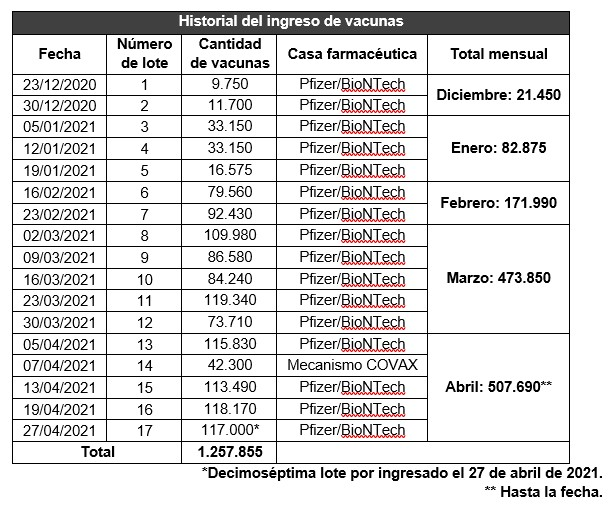 Historial del ingreso de vacunas
Fecha Número de lote Cantidad de vacunas Casa farmacéutica Total mensual
23/12/2020 1 9.750 Pfizer/BioNTech Diciembre: 21.450
30/12/2020 2 11.700 Pfizer/BioNTech
05/01/2021 3 33.150 Pfizer/BioNTech
12/01/2021 4 33.150 Pfizer/BioNTech Enero: 82.875
19/01/2021 5 16.575 Pfizer/BioNTech
16/02/2021 6 79.560 Pfizer/BioNTech Febrero: 171.990
23/02/2021 7 92.430 Pfizer/BioNTech
02/03/2021 8 109.980 Pfizer/BioNTech
09/03/2021 9 86.580 Pfizer/BioNTech
16/03/2021 10 84.240 Pfizer/BioNTech Marzo: 473.850
23/03/2021 11 119.340 Pfizer/BioNTech
30/03/2021 12 73.710 Pfizer/BioNTech
05/04/2021 13 115.830 Pfizer/BioNTech
07/04/2021 14 42.300 Mecanismo COVAX
13/04/2021 15 113.490 Pfizer/BioNTech Abril: 507.690**
19/04/2021 16 118.170 Pfizer/BioNTech
27/04/2021 17 117.000* Pfizer/BioNTech
Total 1.257.855
*Decimoséptima lote por ingresado el 27 de abril de 2021.
** Hasta la fecha.